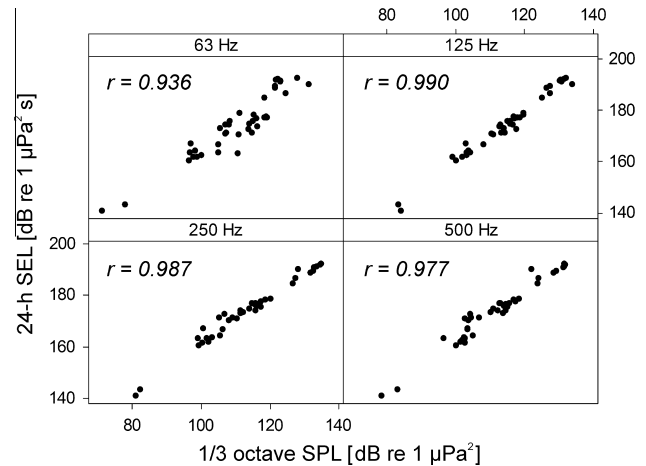 80 100 120 140
63 Hz 125 Hz
r = 0.936 r = 0.990
200
180
160
140
250 Hz 500 Hz
r = 0.987 r = 0.977
200
180
160
140
80 100 120 140
24-h SEL [dB re 1 µPa² s]
1/3 octave SPL [dB re 1 µPa²]